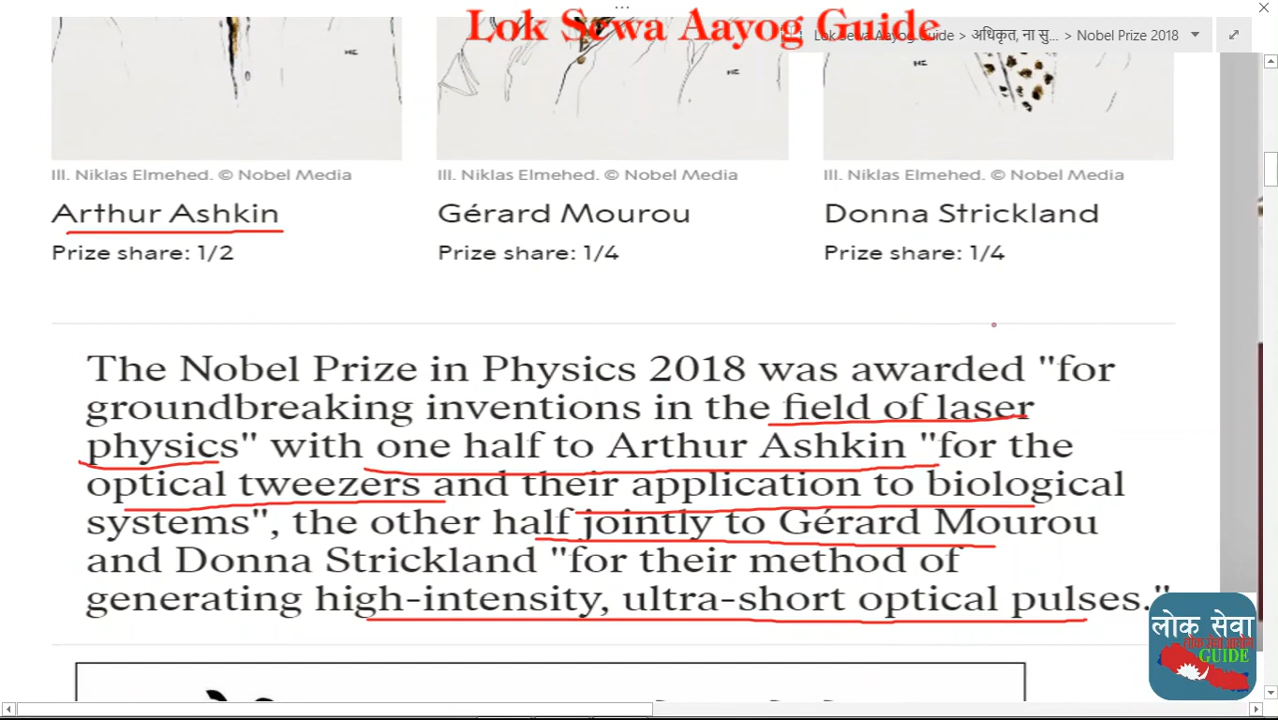 Lok Sewa Aayog Guide
Lok Sewa Aayog Guide > अधिकृत, ना सु... > Nobel Prize 2018
Ill. Niklas Elmehed. © Nobel Media
Ill. Niklas Elmehed. © Nobel Media
Ill. Niklas Elmehed. © Nobel Media
Arthur Ashkin
Gérard Mourou
Donna Strickland
Prize share: 1/2
Prize share: 1/4
Prize share: 1/4
The Nobel Prize in Physics 2018 was awarded "for
groundbreaking inventions in the field of laser
physics" with one half to Arthur Ashkin "for the
optical tweezers and their application to biological
systems", the other half jointly to Gérard Mourou
and Donna Strickland "for their method of
generating high-intensity, ultra-short optical pulses."
लोक सेवा
लोक सेवा आयोग
GUIDE